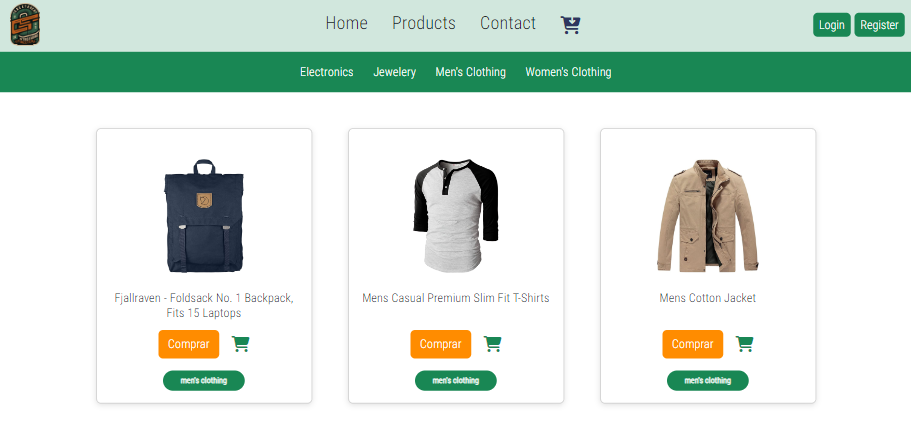 Home Products Contact
Login Register
Electronics Jewelery Men's Clothing Women's Clothing
Fjallraven - Foldsack No. 1 Backpack,
Fits 15 Laptops
Comprar
men's clothing
Mens Casual Premium Slim Fit T-Shirts
Comprar
men's clothing
Mens Cotton Jacket
Comprar
men's clothing